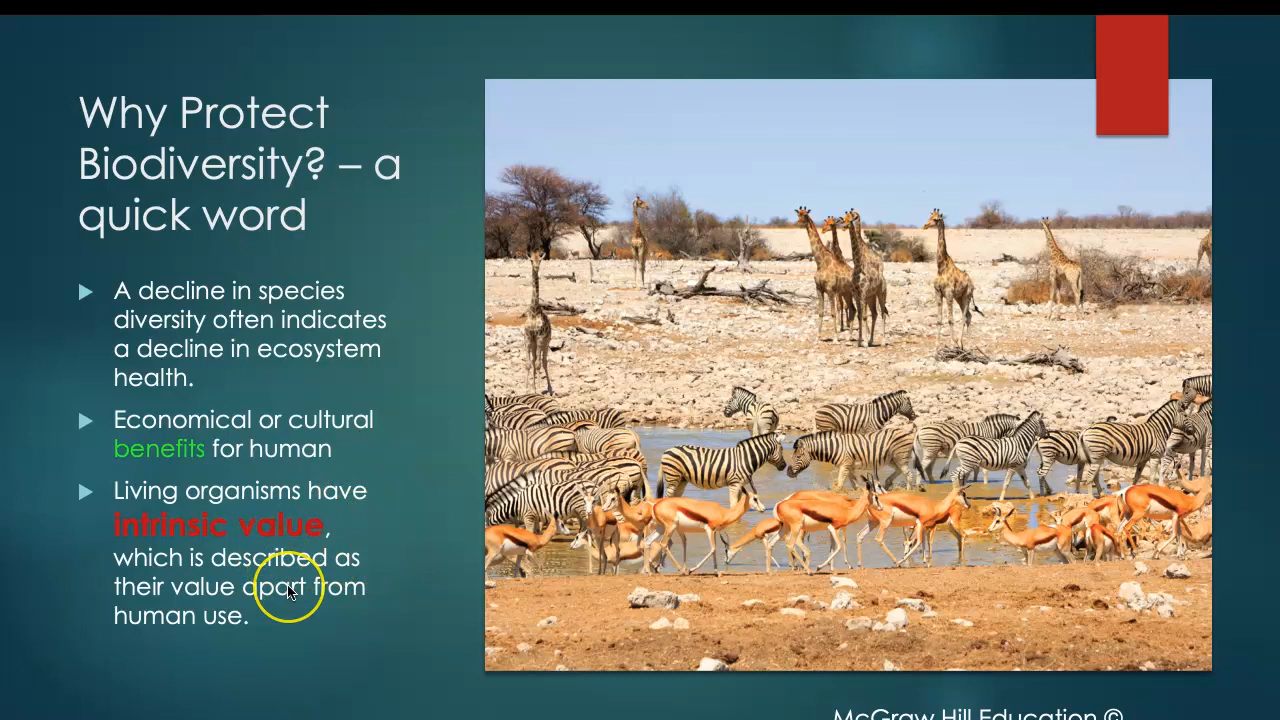 Why Protect
Biodiversity? – a
quick word
A decline in species
diversity often indicates
a decline in ecosystem
health.
Economical or cultural
benefits for human
Living organisms have
intrinsic value,
which is described as
their value apart from
human use.
McGraw Hill Education ©